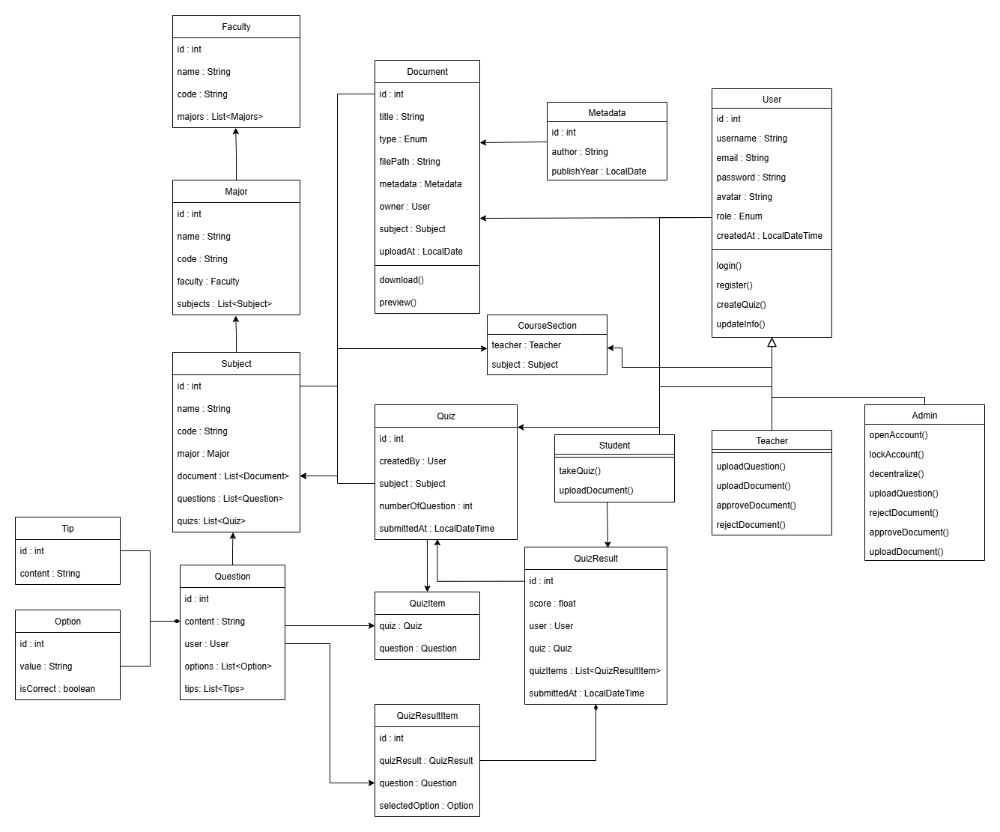 Faculty
id : int
name : String
code : String
majors : List<Majors>
Major
id : int
name : String
code : String
faculty : Faculty
subjects : List<Subject>
Subject
id : int
name : String
code : String
major : Major
document : List<Document>
questions : List<Question>
quizs: List<Quiz>
Tip
id : int
content : String
Option
id : int
value : String
isCorrect : boolean
Question
id : int
content : String
user : User
options : List<Option>
tips: List<Tips>
Document
id : int
title : String
type : Enum
filePath : String
metadata : Metadata
owner : User
subject : Subject
uploadAt : LocalDate
download()
preview()
Metadata
id : int
author : String
publishYear : LocalDate
User
id : int
username : String
email : String
password : String
avatar : String
role : Enum
createdAt : LocalDateTime
login()
register()
createQuiz()
updateInfo()
CourseSection
teacher : Teacher
subject : Subject
Quiz
id : int
createdBy : User
subject : Subject
numberOfQuestion : int
submittedAt : LocalDateTime
Student
takeQuiz()
uploadDocument()
Teacher
uploadQuestion()
uploadDocument()
approveDocument()
rejectDocument()
Admin
openAccount()
lockAccount()
decentralize()
uploadQuestion()
rejectDocument()
approveDocument()
uploadDocument()
QuizItem
quiz : Quiz
question : Question
QuizResult
id : int
score : float
user : User
quiz : Quiz
quizItems : List<QuizResultItem>
submittedAt : LocalDateTime
QuizResultItem
id : int
quizResult : QuizResult
question : Question
selectedOption : Option